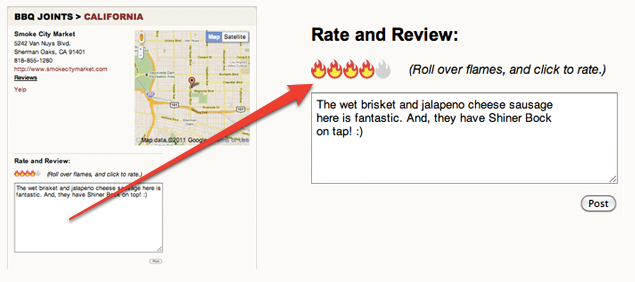 BBQ JOINTS > CALIFORNIA
Smoke City Market
5242 Van Nuys Blvd.
Sherman Oaks, CA 91401
818-855-1280
http://www.smokecitymarket.com
Reviews
Yelp
Map Satellite
101
101
Map data ©2011 Google
Rate and Review:
(Roll over flames, and click to rate.)
The wet brisket and jalapeno cheese sausage here is
fantastic. And, they have Shiner Bock on tap! :)
Post
Rate and Review:
(Roll over flames, and click to rate.)
The wet brisket and jalapeno cheese sausage
here is fantastic. And, they have Shiner Bock
on tap! :)
Post